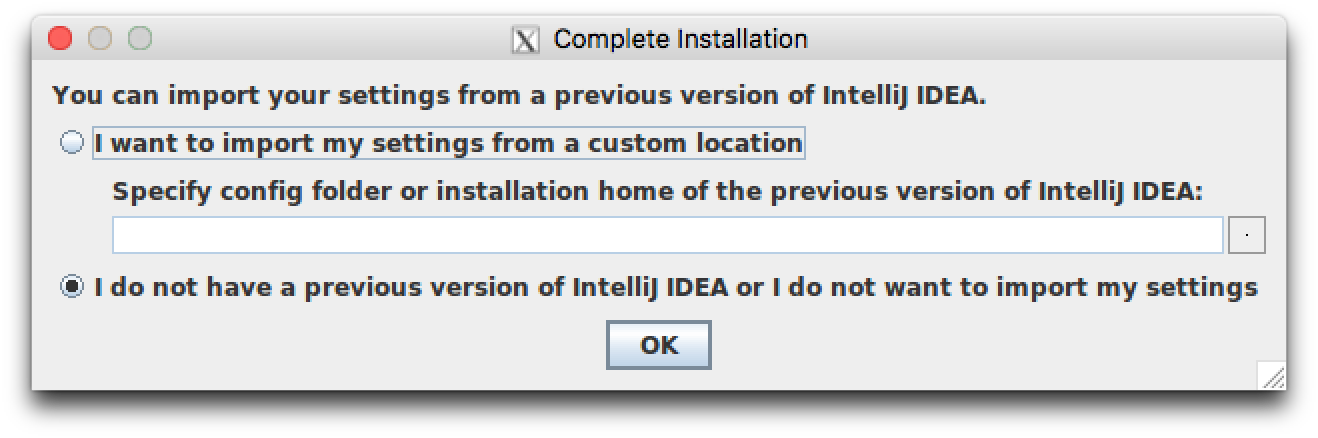 Complete Installation
You can import your settings from a previous version of IntelliJ IDEA.
I want to import my settings from a custom location
Specify config folder or installation home of the previous version of IntelliJ IDEA:
.
I do not have a previous version of IntelliJ IDEA or I do not want to import my settings
OK